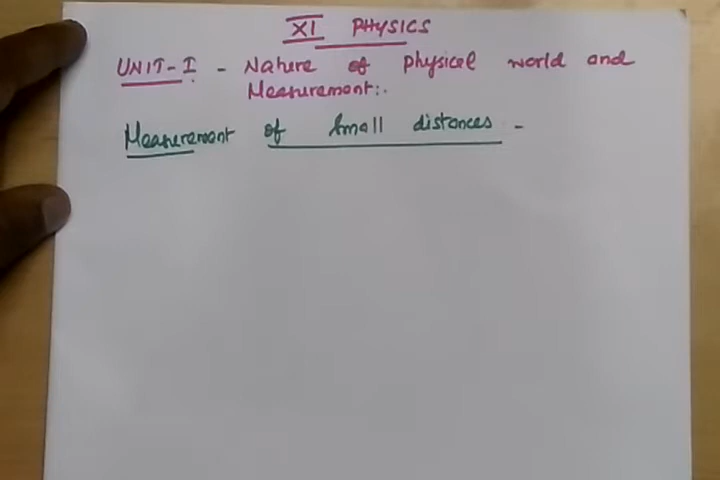 XI PHYSICS
UNIT-I - Nature of physical world and
Measurement:-
Measurement of small distances -